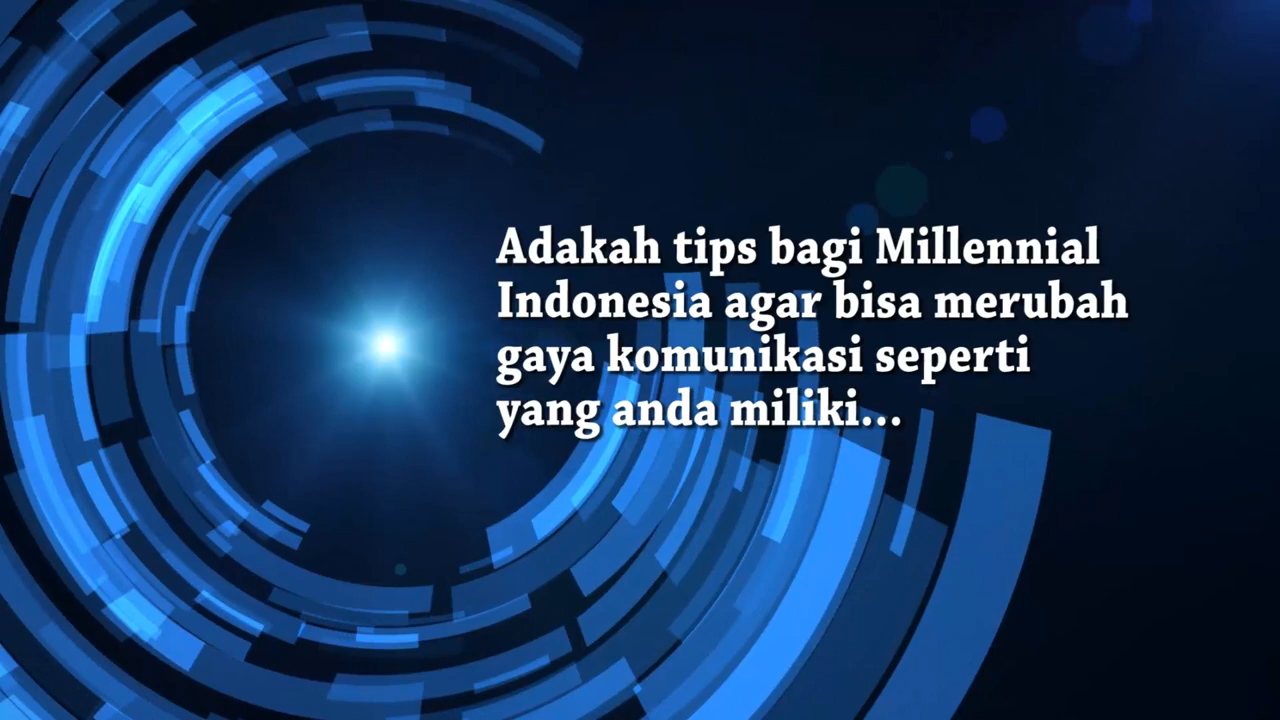 Adakah tips bagi Millennial
Indonesia agar bisa merubah
gaya komunikasi seperti
yang anda miliki...